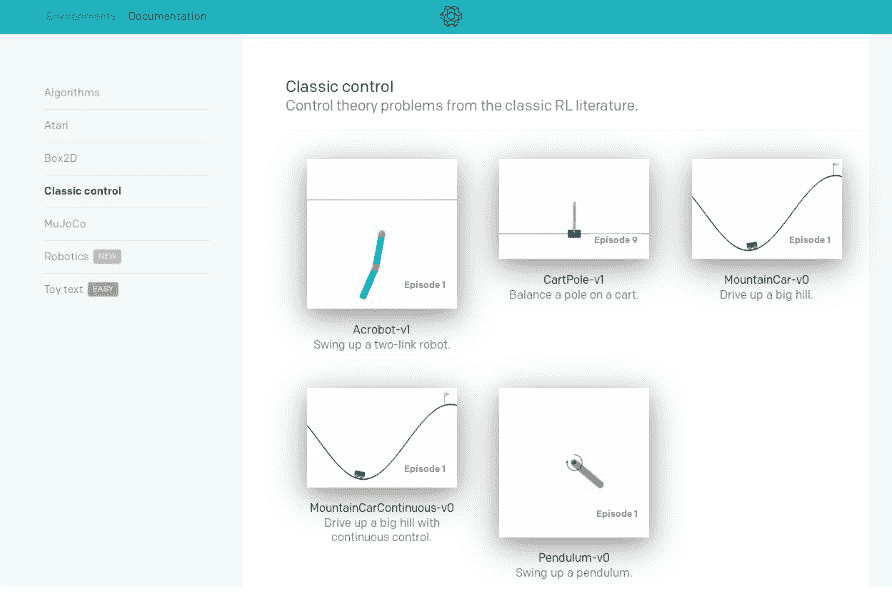 Environments Documentation
Algorithms
Atari
Box2D
Classic control
MuJoCo
Robotics NEW
Toy text EASY
Classic control
Control theory problems from the classic RL literature.
Episode 1
Acrobot-v1
Swing up a two-link robot.
Episode 9
CartPole-v1
Balance a pole on a cart.
Episode 1
MountainCar-v0
Drive up a big hill.
Episode 1
MountainCarContinuous-v0
Drive up a big hill with
continuous control.
Episode 1
Pendulum-v0
Swing up a pendulum.